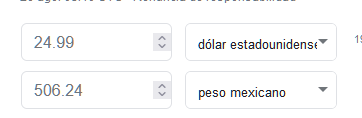 24.99 dólar estadounidense
506.24 peso mexicano